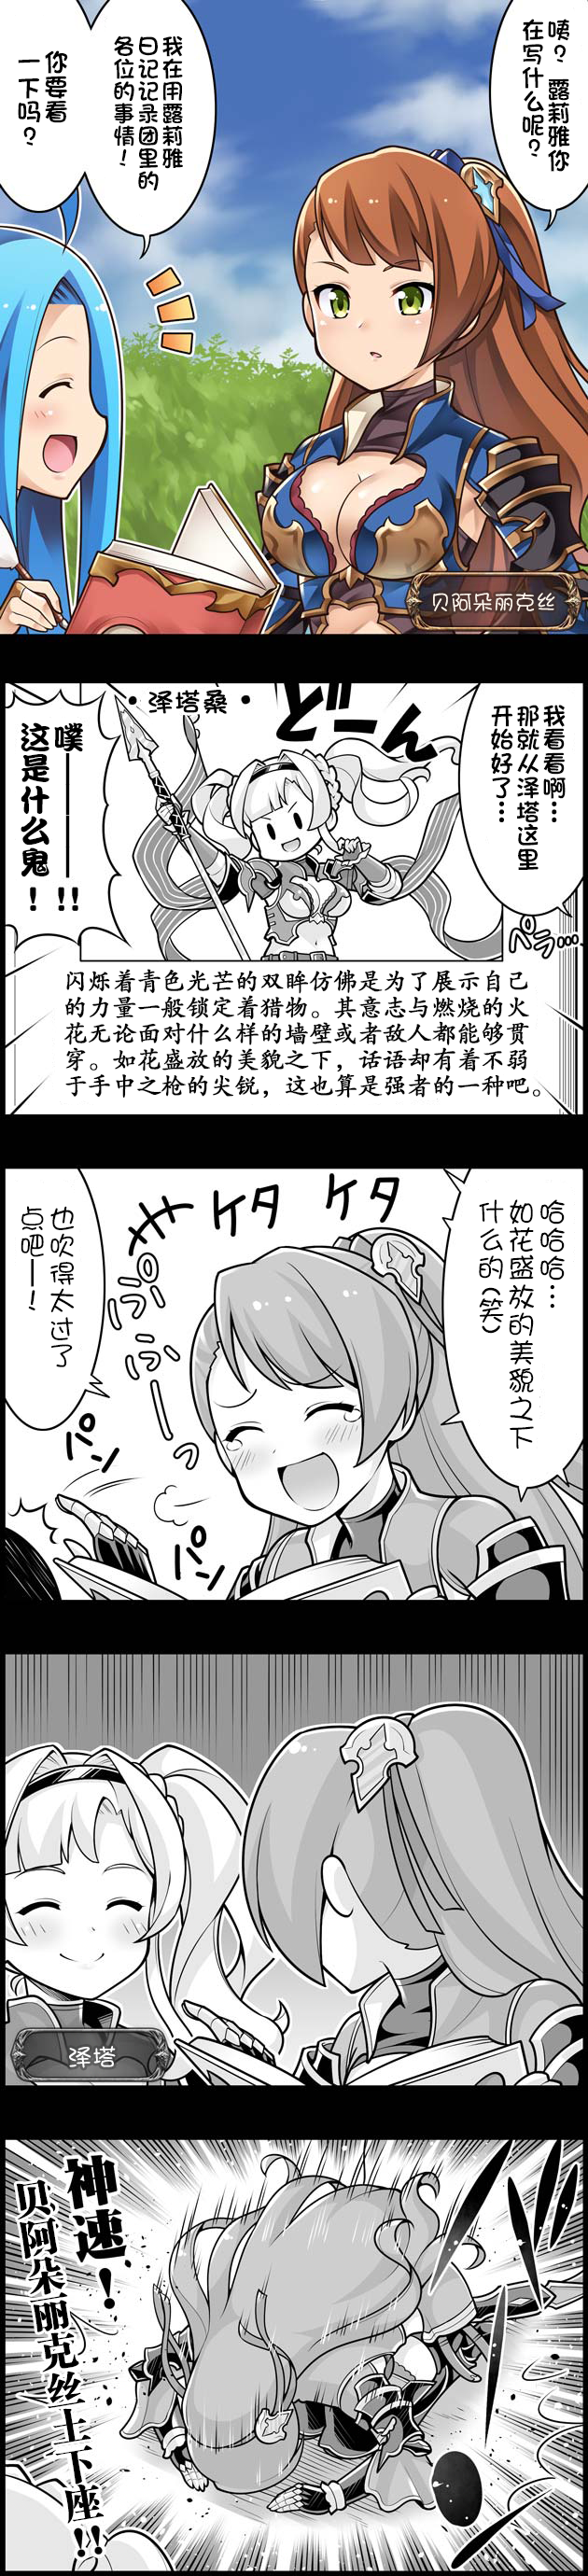 咦？露莉雅你
在写什么呢？
我在用露莉雅
日记记录团里的
各位的事情！
你要看
一下吗？
贝阿朵丽克丝
我看看啊…
那就从泽塔这里
开始好了…
どーん
•泽塔桑•
噗————
这是什么鬼
！!!
ペラ…
闪烁着青色光芒的双眸仿佛是为了展示自己
的力量一般锁定着猎物。其意志与燃烧的火
花无论面对什么样的墙壁或者敌人都能够贯
穿。如花盛放的美貌之下，话语却有着不弱
于手中之枪的尖锐，这也算是强者的一种吧。
哈哈哈…
如花盛放的美貌之下
什么的(笑)
ケタ
ケタ
ぷふーっ
也吹得太过了
点吧—！
パン
パン
泽塔
神速！
贝阿朵丽克丝上下座!!